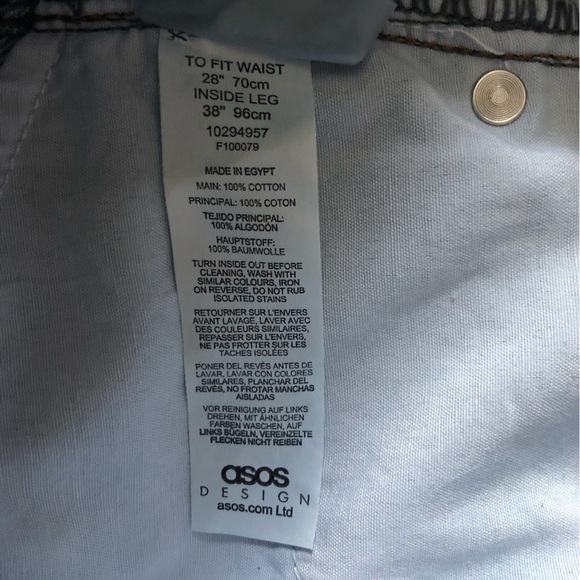 TO FIT WAIST
28" 70cm
INSIDE LEG
38" 96cm
10294957
F100079
MADE IN EGYPT
MAIN: 100% COTTON
PRINCIPAL: 100% COTON
TEJIDO PRINCIPAL:
100% ALGODÓN
HAUPTSTOFF:
100% BAUMWOLLE
TURN INSIDE OUT BEFORE
CLEANING, WASH WITH
SIMILAR COLOURS, IRON
ON REVERSE, DO NOT RUB
ISOLATED STAINS
RETOURNER SUR L'ENVERS
AVANT LAVAGE, LAVER AVEC
DES COULEURS SIMILAIRES,
REPASSER SUR L'ENVERS,
NE PAS FROTTER SUR LES
TACHES ISOLÉES
PONER DEL REVÉS ANTES DE
LAVAR, LAVAR CON COLORES
SIMILARES, PLANCHAR DEL
REVÉS, NO FROTAR MANCHAS
AISLADAS
VOR REINIGUNG AUF LINKS
DREHEN, MIT ÄHNLICHEN
FARBEN WASCHEN, AUF
LINKS BÜGELN, VEREINZELTE
FLECKEN NICHT REIBEN
asos
DESIGN
asos.com Ltd